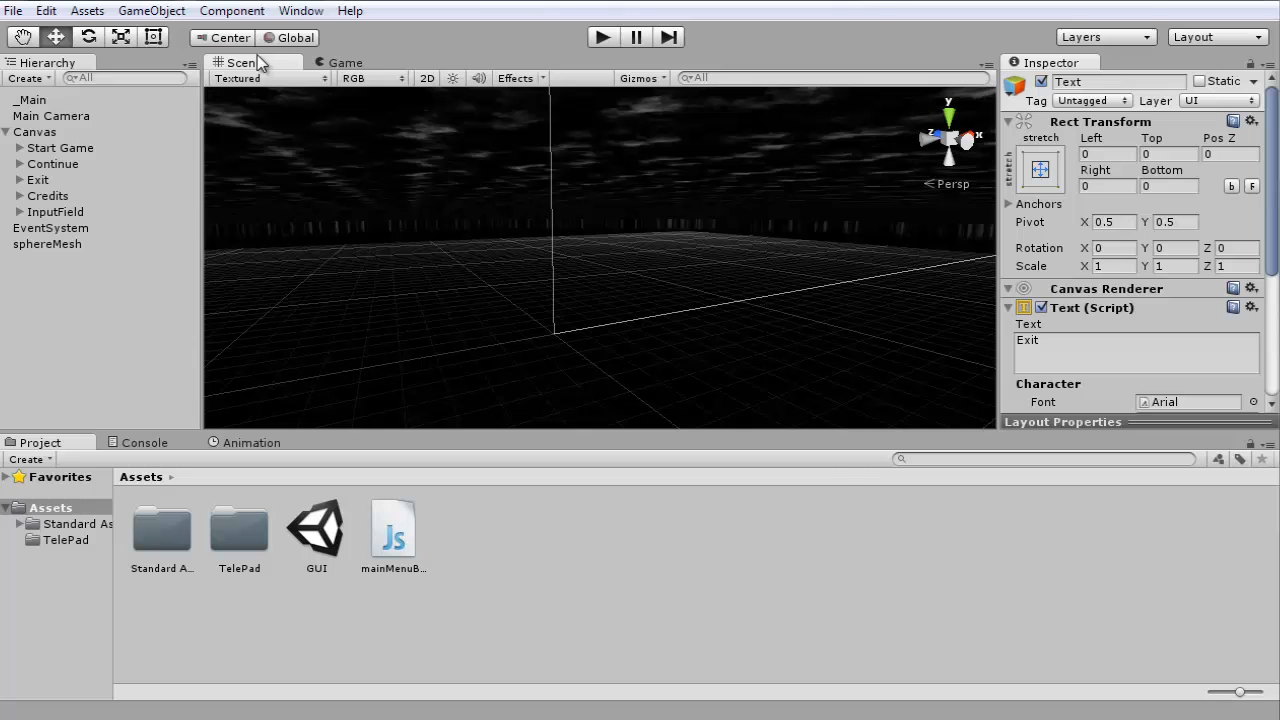 File Edit Assets GameObject Component Window Help
Center Global Layers Layout
Hierarchy Scene Game Inspector
Create All Textured RGB 2D Effects Gizmos All Text Static
Tag Untagged Layer UI
_Main
Main Camera
Canvas
Start Game
Continue
Exit
Credits
InputField
EventSystem
sphereMesh
y
z x
Persp
Rect Transform
stretch Left Top Pos Z
stretch 0 0 0
Right Bottom
0 0 b F
Anchors
Pivot X 0.5 Y 0.5
Rotation X 0 Y 0 Z 0
Scale X 1 Y 1 Z 1
Canvas Renderer
Text (Script)
Text
Exit
Character
Font Arial
Layout Properties
Project Console Animation
Create
Favorites
Assets
Standard As
TelePad
Assets
Js
Standard A... TelePad GUI mainMenuB...